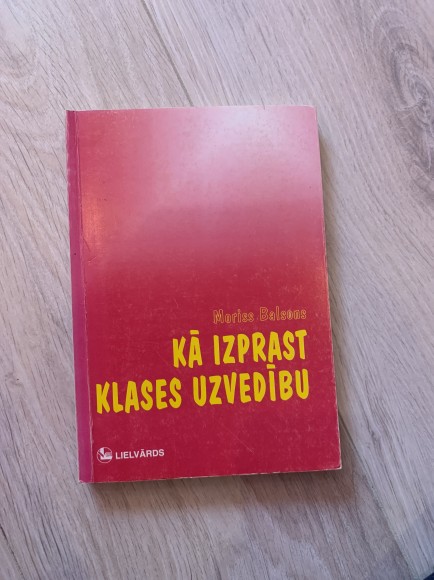 Moriss Balsons
KĀ IZPRAST
KLASES UZVEDĪBU
LIELVĀRDS